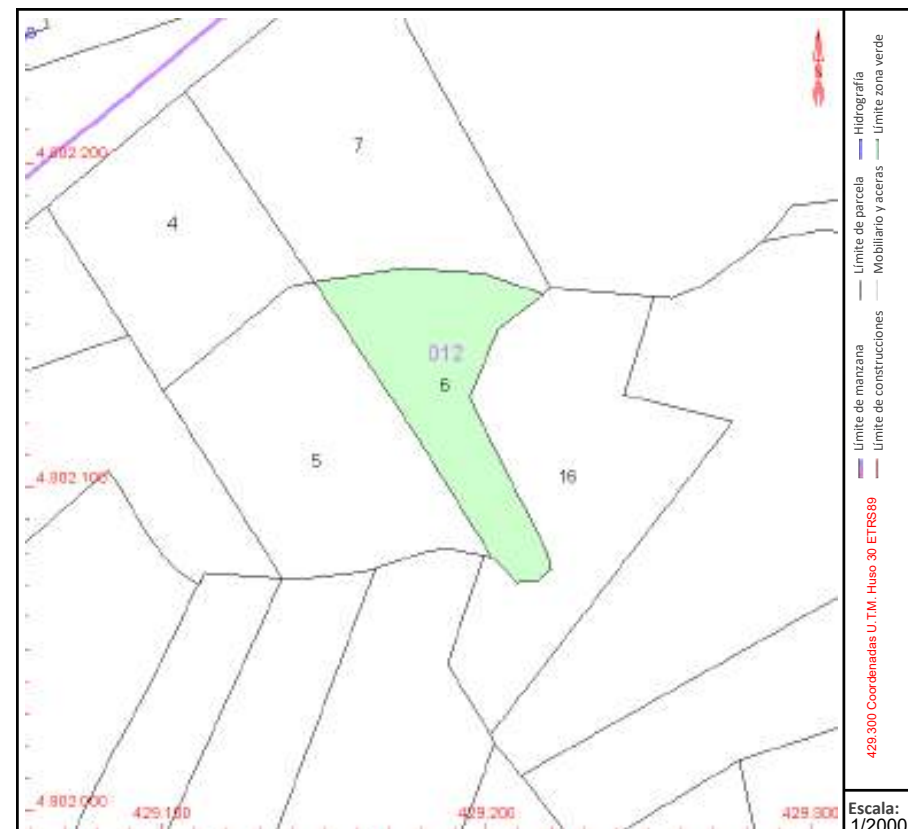 7
4.802.200
4
012
6
5
16
4.802.100
4.802.000
429.100
429.200
429.300
Límite de manzana
Límite de parcela
Hidrografía
Límite de construcciones
Mobiliario y aceras
Límite zona verde
429.300 Coordenadas U.T.M. Huso 30 ETRS89
Escala:
1/2000